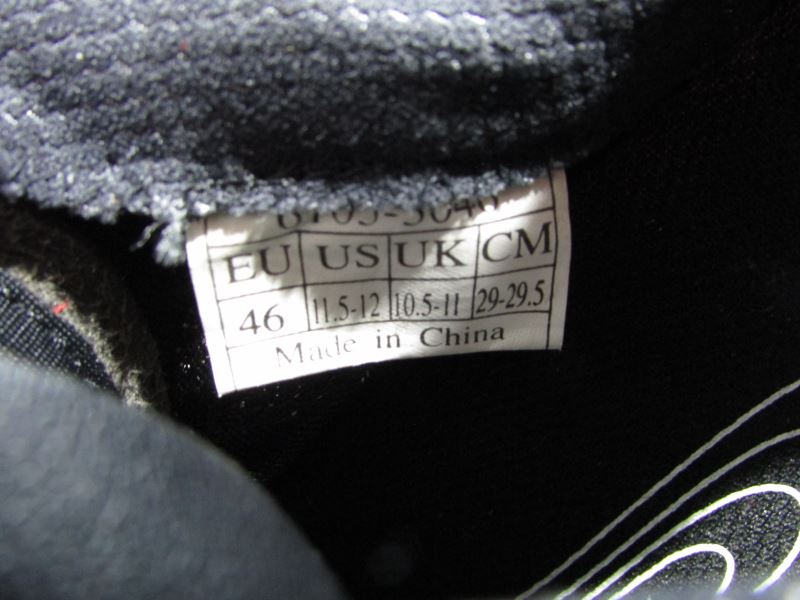 EU US UK CM
46 11.5-12 10.5-11 29-29.5
Made in China